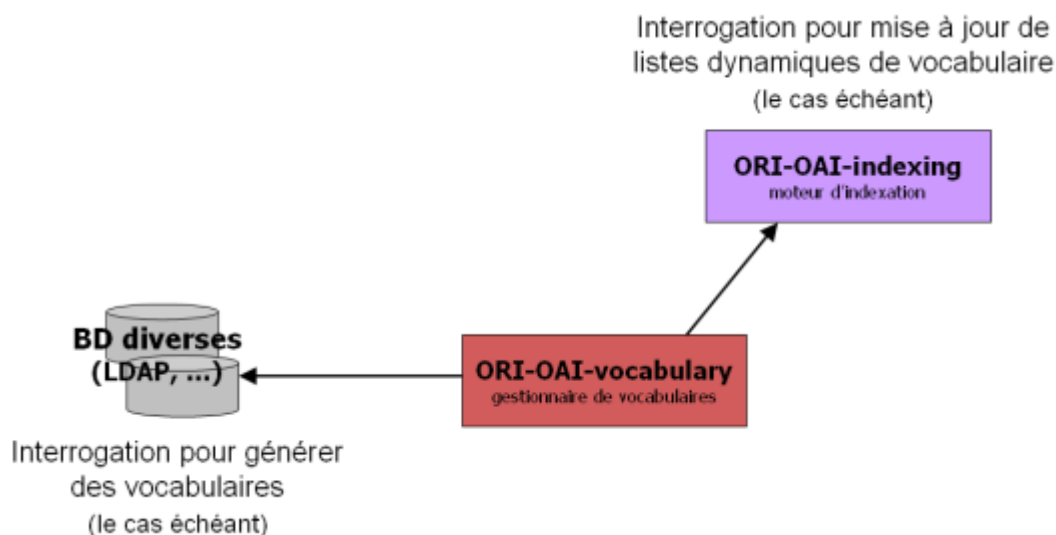 Interrogation pour mise à jour de
listes dynamiques de vocabulaire
(le cas échéant)
ORI-OAI-indexing
moteur d'indexation
BD diverses
(LDAP, ...)
ORI-OAI-vocabulary
gestionnaire de vocabulaires
Interrogation pour générer
des vocabulaires
(le cas échéant)